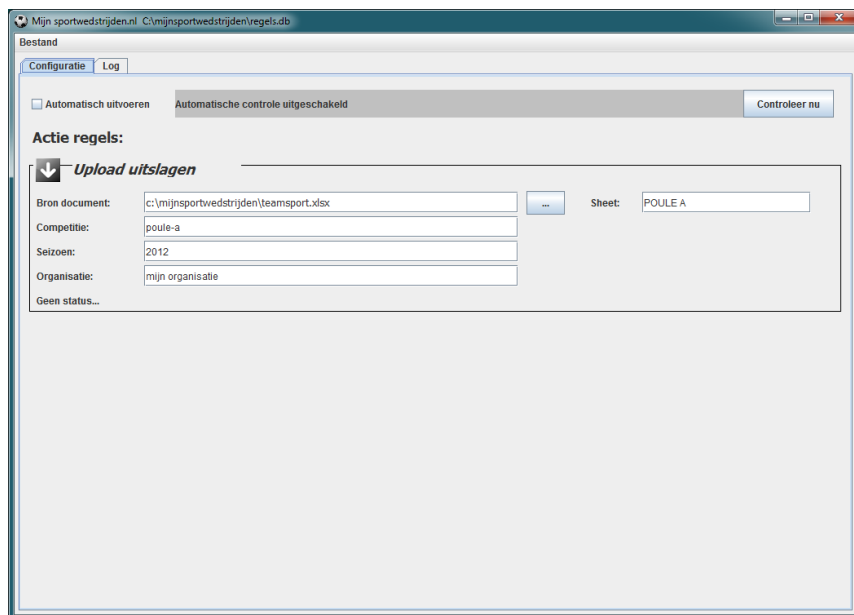 Mijn sportwedstrijden.nl C:\mijnsportwedstrijden\regels.db
Bestand
Configuratie Log
Automatisch uitvoeren Automatische controle uitgeschakeld Controleer nu
Actie regels:
Upload uitslagen
Bron document: c:\mijnsportwedstrijden\teamsport.xlsx ... Sheet: POULE A
Competitie: poule-a
Seizoen: 2012
Organisatie: mijn organisatie
Geen status...